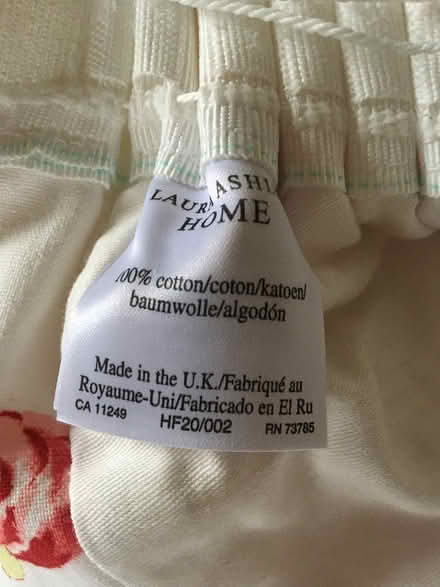 LAURA ASHL
HOME
100% cotton/coton/katoen/
baumwolle/algodón
Made in the U.K./Fabriqué au
Royaume-Uni/Fabricado en El Ru
CA 11249 HF20/002 RN 73785